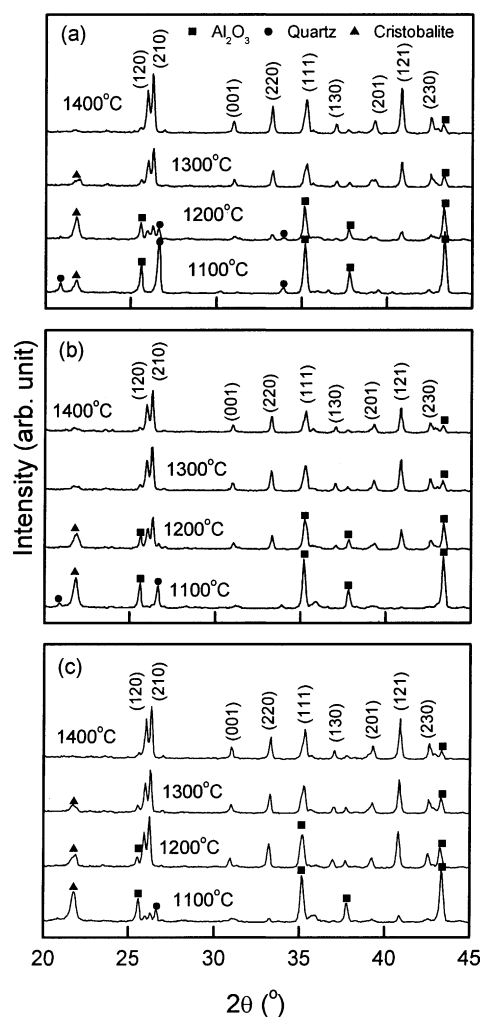 (a) ■ Al₂O₃ ● Quartz ▲ Cristobalite
(120) (210) (001) (220) (111) (130) (201) (121) (230)
1400°C
1300°C
1200°C
1100°C
(b)
(120) (210) (001) (220) (111) (130) (201) (121) (230)
1400°C
1300°C
1200°C
1100°C
(c)
(120) (210) (001) (220) (111) (130) (201) (121) (230)
1400°C
1300°C
1200°C
1100°C
Intensity (arb. unit)
20 25 30 35 40 45
2θ (°)